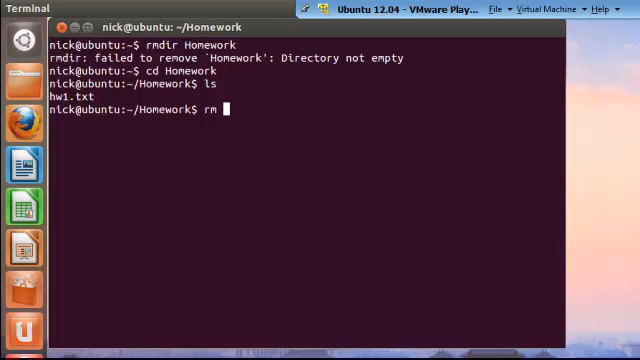 Terminal
Ubuntu 12.04 - VMware Play... File Virtual Machine Help
nick@ubuntu: ~/Homework
nick@ubuntu:~$ rmdir Homework
rmdir: failed to remove `Homework': Directory not empty
nick@ubuntu:~$ cd Homework
nick@ubuntu:~/Homework$ ls
hw1.txt
nick@ubuntu:~/Homework$ rm